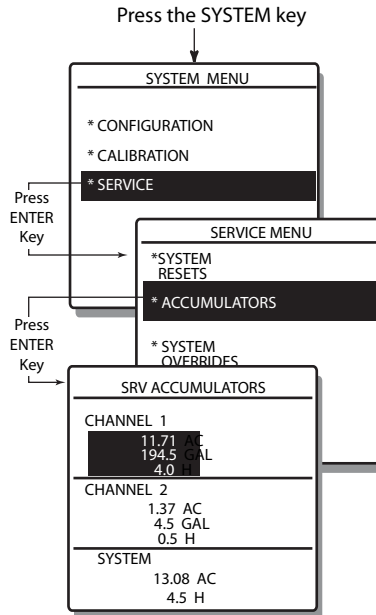 Press the SYSTEM key
SYSTEM MENU
* CONFIGURATION
* CALIBRATION
* SERVICE
Press
ENTER
Key
SERVICE MENU
*SYSTEM
RESETS
* ACCUMULATORS
Press
ENTER
Key
* SYSTEM
OVERRIDES
SRV ACCUMULATORS
CHANNEL 1
11.71 AC
194.5 GAL
4.0 H
CHANNEL 2
1.37 AC
4.5 GAL
0.5 H
SYSTEM
13.08 AC
4.5 H